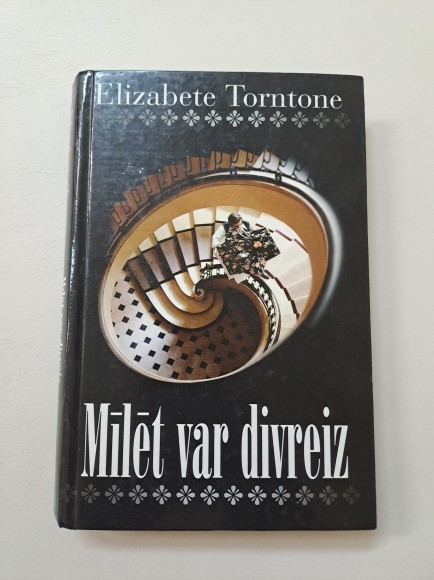 Elizabete Torntone
Mīlēt var divreiz